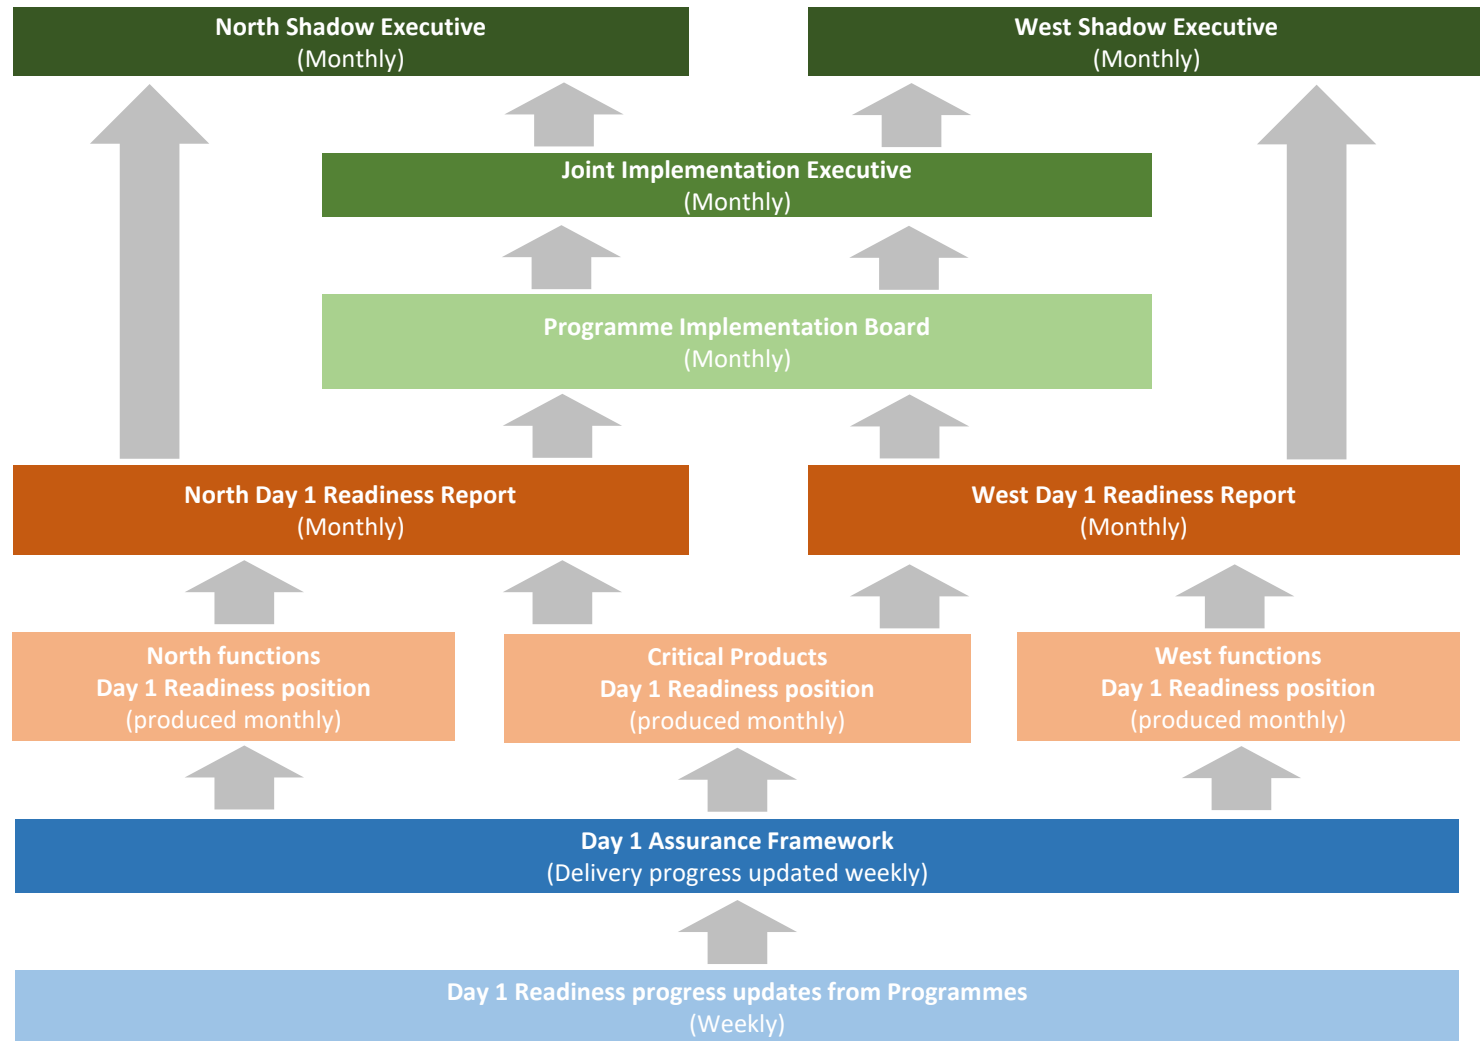 North Shadow Executive
(Monthly)
West Shadow Executive
(Monthly)
Joint Implementation Executive
(Monthly)
Programme Implementation Board
(Monthly)
North Day 1 Readiness Report
(Monthly)
West Day 1 Readiness Report
(Monthly)
North functions
Day 1 Readiness position
(produced monthly)
Critical Products
Day 1 Readiness position
(produced monthly)
West functions
Day 1 Readiness position
(produced monthly)
Day 1 Assurance Framework
(Delivery progress updated weekly)
Day 1 Readiness progress updates from Programmes
(Weekly)